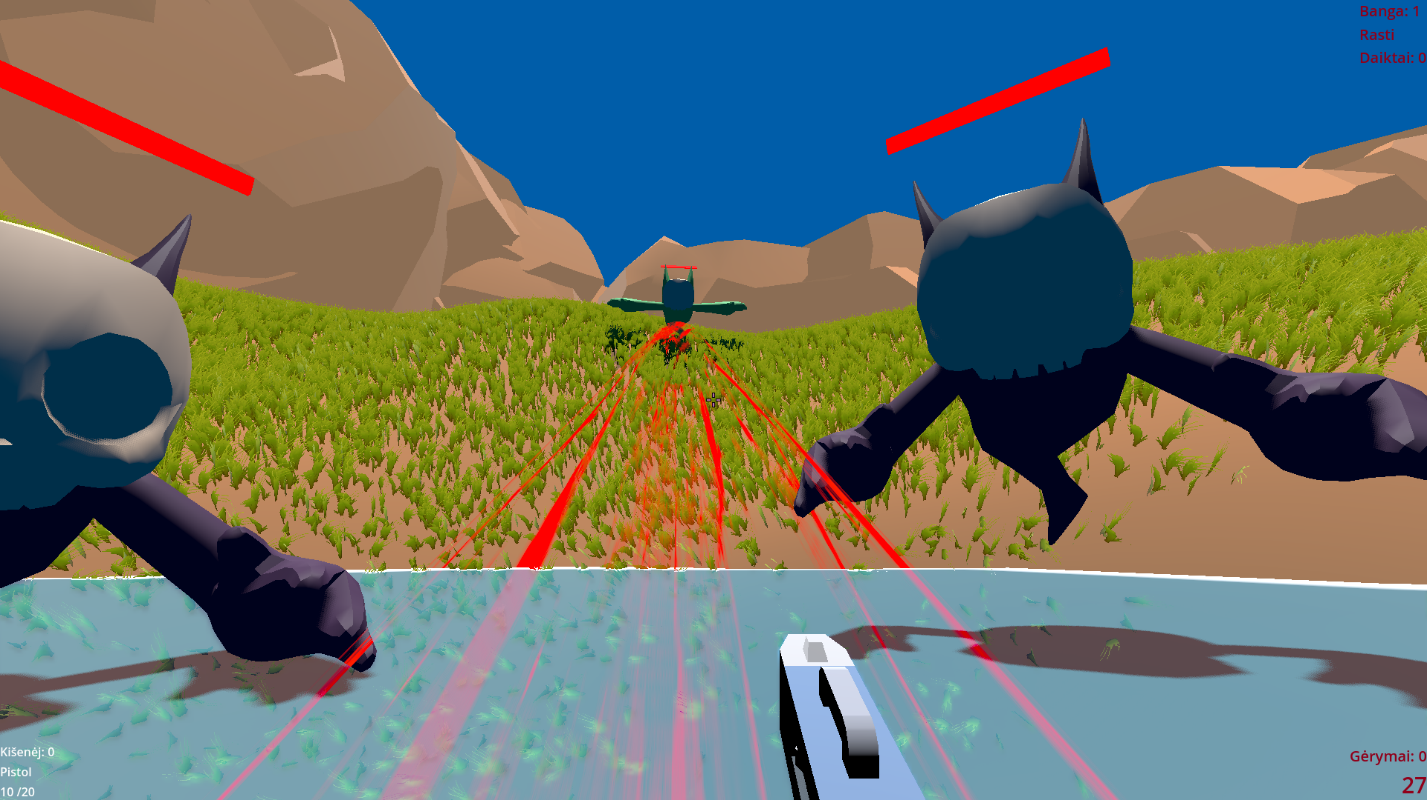 Banga: 1
Rasti
Daiktai: 0
Kišenėj: 0
Pistol
10 /20
Gėrymai: 0
27